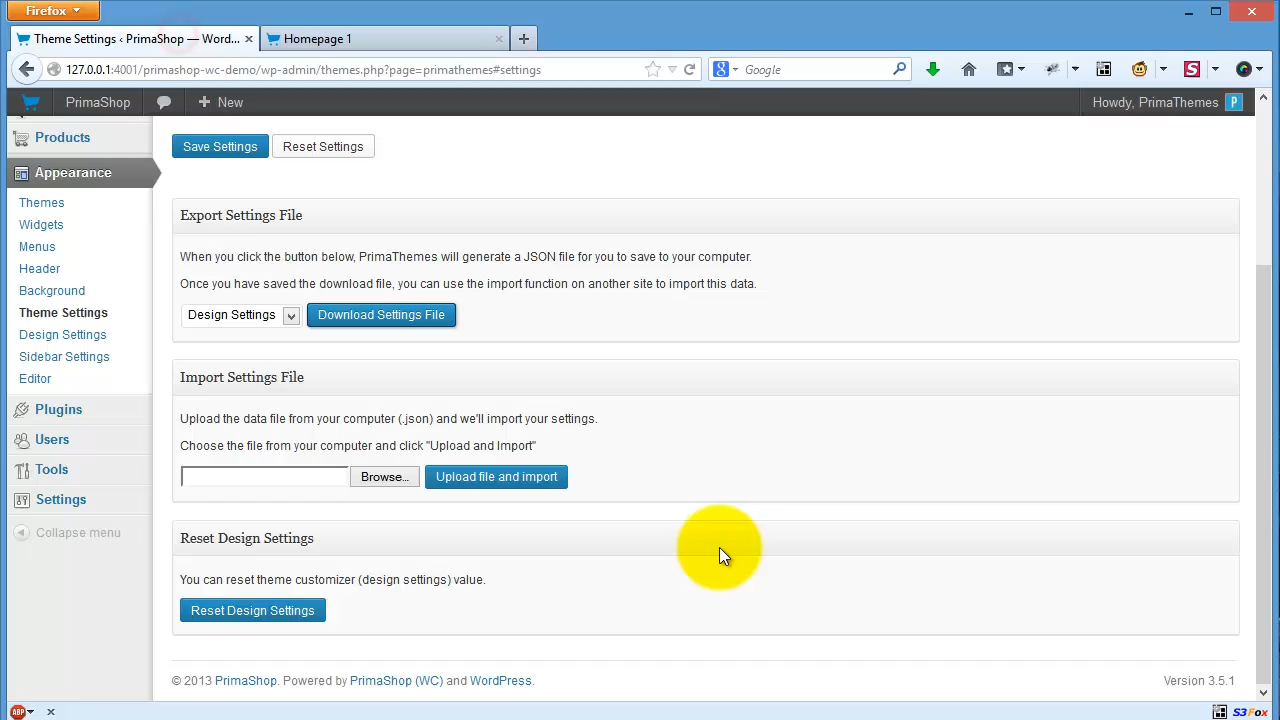 Firefox
Theme Settings ‹ PrimaShop — Word...
Homepage 1
127.0.0.1:4001/primashop-wc-demo/wp-admin/themes.php?page=primathemes#settings
Google
PrimaShop
New
Howdy, PrimaThemes
Products
Appearance
Themes
Widgets
Menus
Header
Background
Theme Settings
Design Settings
Sidebar Settings
Editor
Plugins
Users
Tools
Settings
Collapse menu
Save Settings
Reset Settings
Export Settings File
When you click the button below, PrimaThemes will generate a JSON file for you to save to your computer.
Once you have saved the download file, you can use the import function on another site to import this data.
Design Settings
Download Settings File
Import Settings File
Upload the data file from your computer (.json) and we'll import your settings.
Choose the file from your computer and click "Upload and Import"
Browse...
Upload file and import
Reset Design Settings
You can reset theme customizer (design settings) value.
Reset Design Settings
© 2013 PrimaShop. Powered by PrimaShop (WC) and WordPress.
Version 3.5.1
ABP
S3Fox